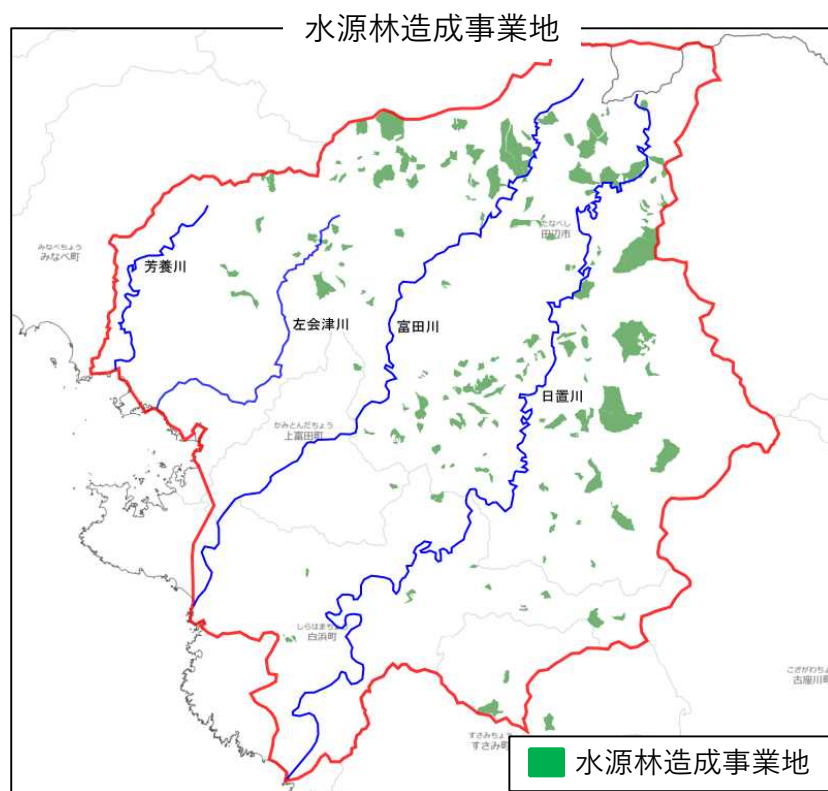 水源林造成事業地
たなべし
田辺市
みなべちょう
みなべ町
芳養川
左会津川
富田川
日置川
かみとんだちょう
上富田町
しらはまちょう
白浜町
こざがわちょう
古座川町
すさみちょう
すさみ町
水源林造成事業地